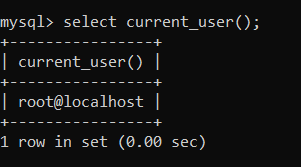 mysql> select current_user();
+----------------+
| current_user() |
+----------------+
| root@localhost |
+----------------+
1 row in set (0.00 sec)